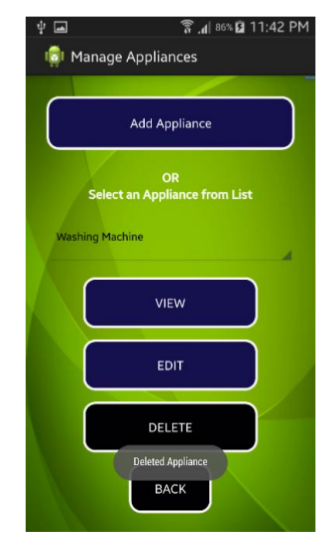 86% 11:42 PM
Manage Appliances
Add Appliance
OR
Select an Appliance from List
Washing Machine
VIEW
EDIT
DELETE
Deleted Appliance
BACK